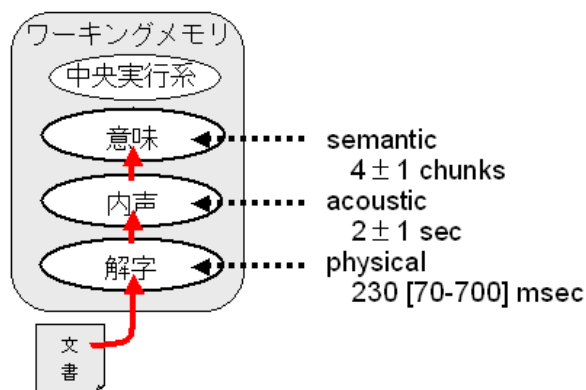 ワーキングメモリ
中央実行系
意味
semantic
4±1 chunks
内声
acoustic
2±1 sec
解字
physical
230 [70-700] msec
文
書